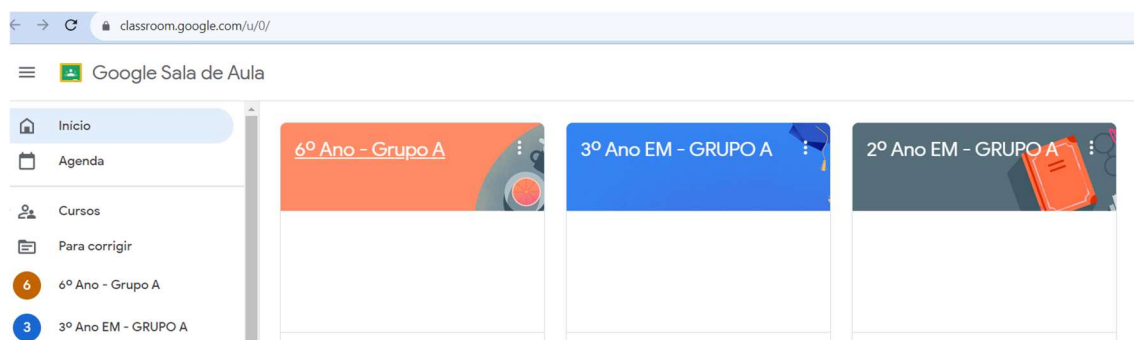 classroom.google.com/u/0/
Google Sala de Aula
Início
Agenda
Cursos
Para corrigir
6 6º Ano - Grupo A
3 3º Ano EM - GRUPO A
6º Ano - Grupo A
3º Ano EM - GRUPO A
2º Ano EM - GRUPO A